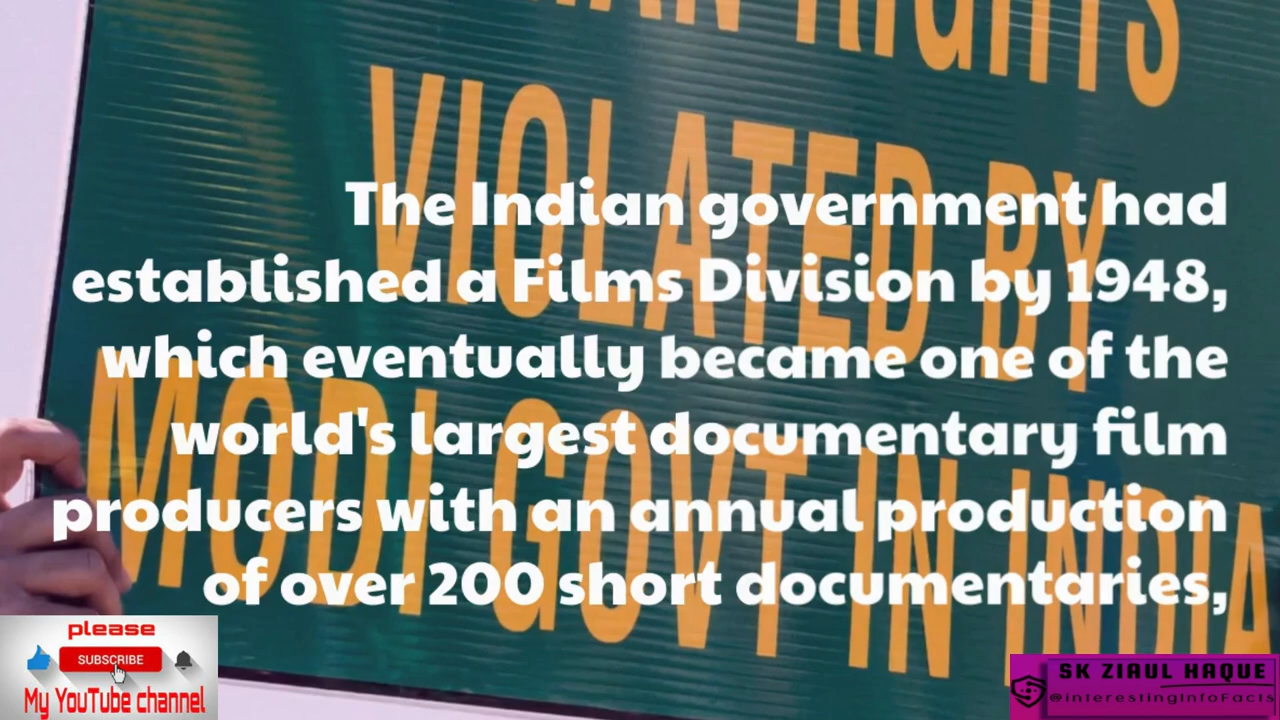 HUMAN RIGHTS
VIOLATED BY
MODI GOVT IN INDIA
The Indian government had
established a Films Division by 1948,
which eventually became one of the
world's largest documentary film
producers with an annual production
of over 200 short documentaries,
please
SUBSCRIBE
My YouTube channel
SK ZIAUL HAQUE
@interestingInfoFacts